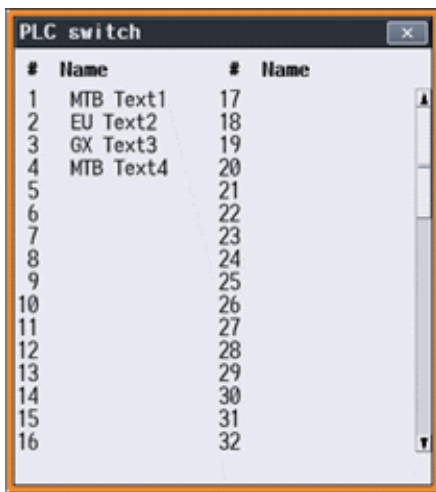 PLC switch
# Name # Name
1 MTB Text1 17
2 EU Text2 18
3 GX Text3 19
4 MTB Text4 20
5 21
6 22
7 23
8 24
9 25
10 26
11 27
12 28
13 29
14 30
15 31
16 32